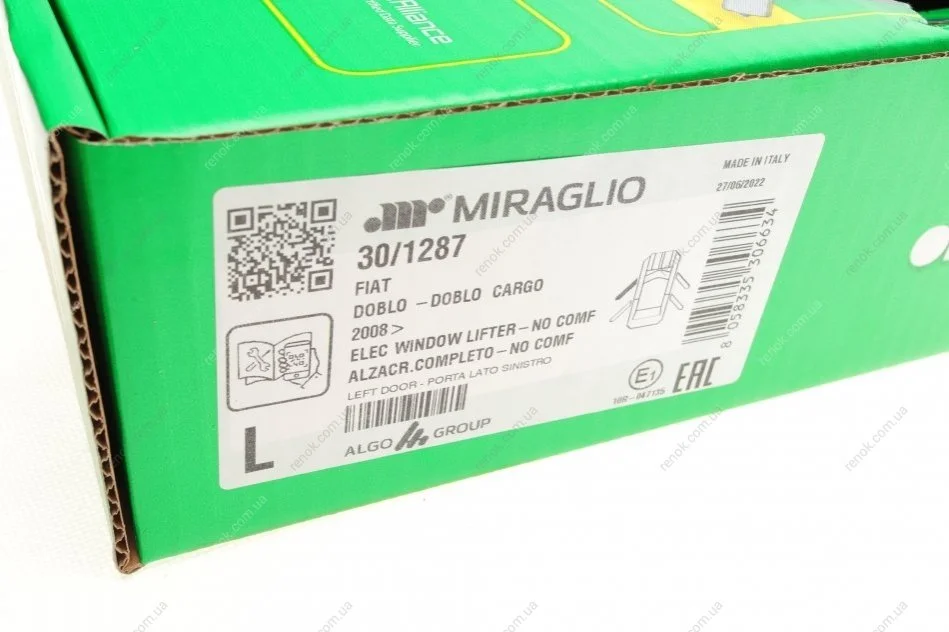 Alliance
MADE IN ITALY
27/06/2022
MIRAGLIO
30/1287
FIAT
DOBLO – DOBLO CARGO
2008 >
ELEC WINDOW LIFTER – NO COMF
ALZACR.COMPLETO – NO COMF
LEFT DOOR - PORTA LATO SINISTRO
ALGO GROUP
L
E1
10R - 047135
EAC
8 058335 306634
renok.com.ua